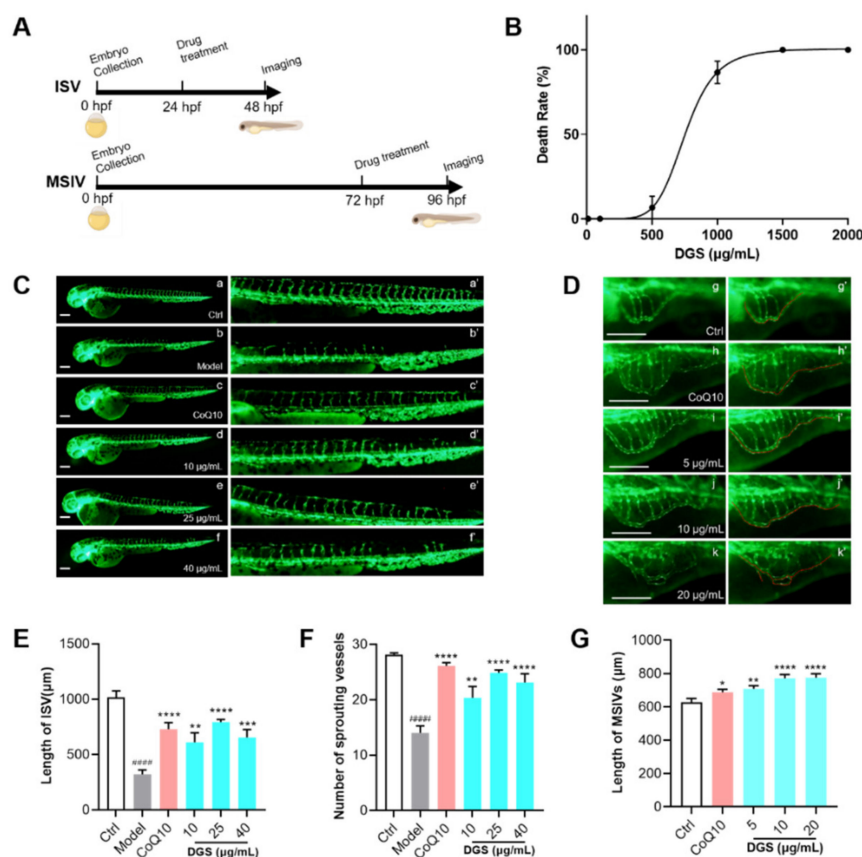 A
Embryo
Collection
Drug
treatment
Imaging
ISV
0 hpf
24 hpf
48 hpf
Embryo
Collection
Drug treatment
Imaging
MSIV
0 hpf
72 hpf
96 hpf
B
Death Rate (%)
100
50
0
0
500
1000
1500
2000
DGS (µg/mL)
C
a
Ctrl
a'
b
Model
b'
c
CoQ10
c'
d
10 µg/mL
d'
e
25 µg/mL
e'
f
40 µg/mL
f'
D
g
Ctrl
g'
h
CoQ10
h'
i
5 µg/mL
i'
j
10 µg/mL
j'
k
20 µg/mL
k'
E
Length of ISV(µm)
1500
1000
500
0
####
****
**
****
***
Ctrl
Model
CoQ10
10
25
40
DGS (µg/mL)
F
Number of sprouting vessels
30
20
10
0
####
****
**
****
****
Ctrl
Model
CoQ10
10
25
40
DGS (µg/mL)
G
Length of MSIVs (µm)
1000
800
600
400
200
0
*
**
****
****
Ctrl
CoQ10
5
10
20
DGS (µg/mL)